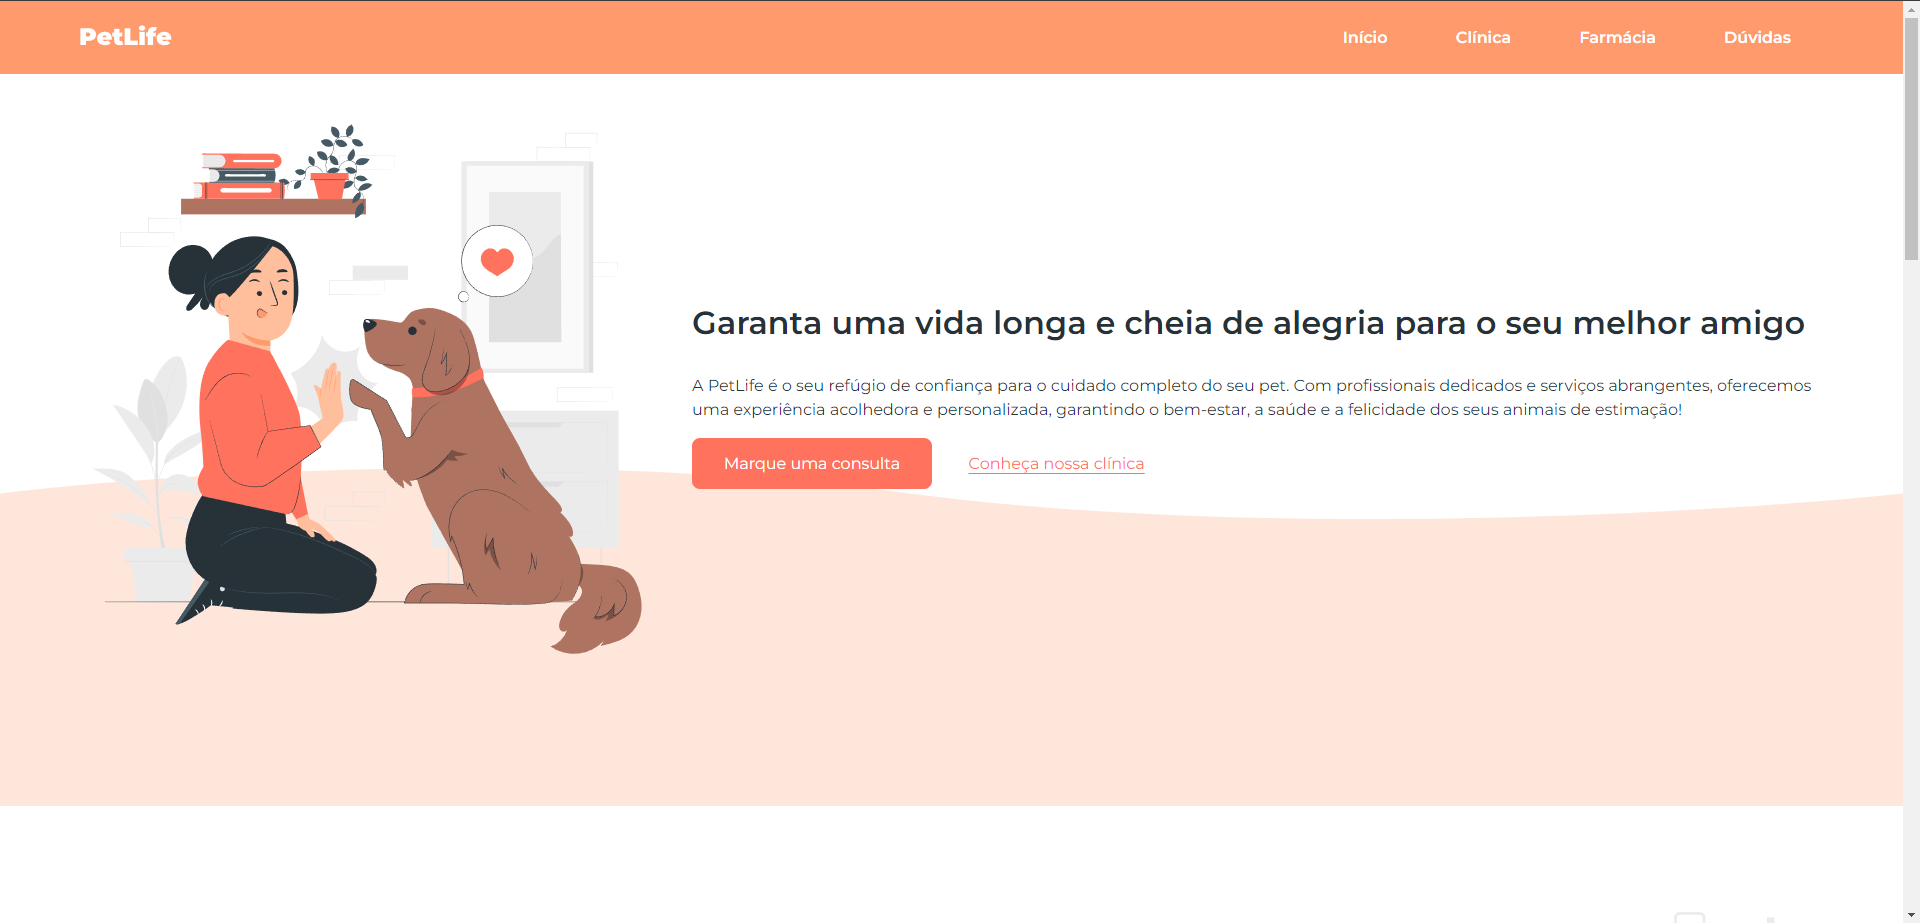 PetLife
Início
Clínica
Farmácia
Dúvidas
Garanta uma vida longa e cheia de alegria para o seu melhor amigo
A PetLife é o seu refúgio de confiança para o cuidado completo do seu pet. Com profissionais dedicados e serviços abrangentes, oferecemos
uma experiência acolhedora e personalizada, garantindo o bem-estar, a saúde e a felicidade dos seus animais de estimação!
Marque uma consulta
Conheça nossa clínica